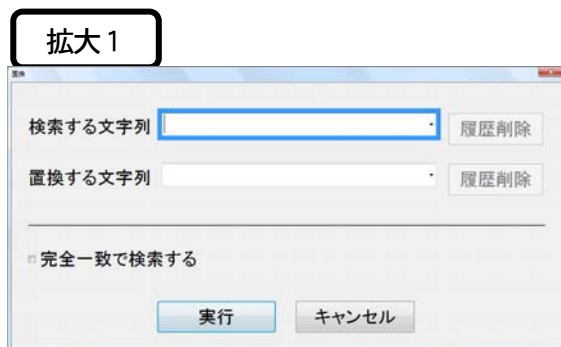 拡大1
置換
検索する文字列 履歴削除
置換する文字列 履歴削除
完全一致で検索する
実行 キャンセル